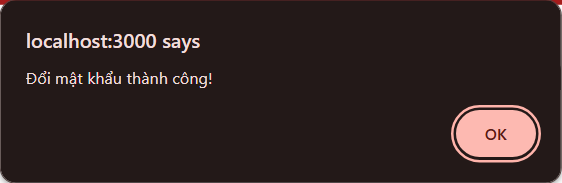 localhost:3000 says
Đổi mật khẩu thành công!
OK